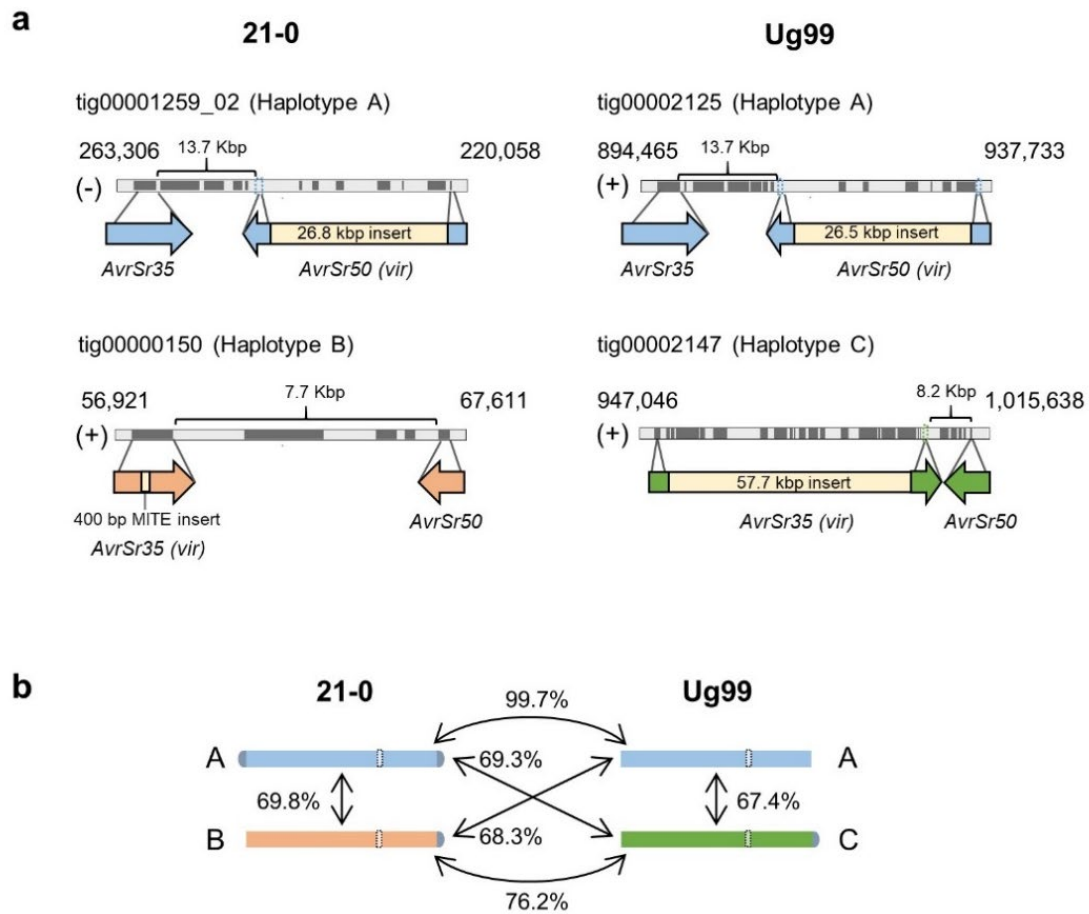 a
21-0
Ug99
tig00001259_02 (Haplotype A)
tig00002125 (Haplotype A)
263,306
13.7 Kbp
220,058
894,465
13.7 Kbp
937,733
(-)
(+)
26.8 kbp insert
26.5 kbp insert
AvrSr35
AvrSr50 (vir)
AvrSr35
AvrSr50 (vir)
tig00000150 (Haplotype B)
tig00002147 (Haplotype C)
56,921
7.7 Kbp
67,611
947,046
8.2 Kbp
1,015,638
(+)
(+)
57.7 kbp insert
400 bp MITE insert
AvrSr50
AvrSr35 (vir)
AvrSr35 (vir)
AvrSr50
b
21-0
Ug99
99.7%
A
69.3%
A
69.8%
67.4%
B
68.3%
C
76.2%